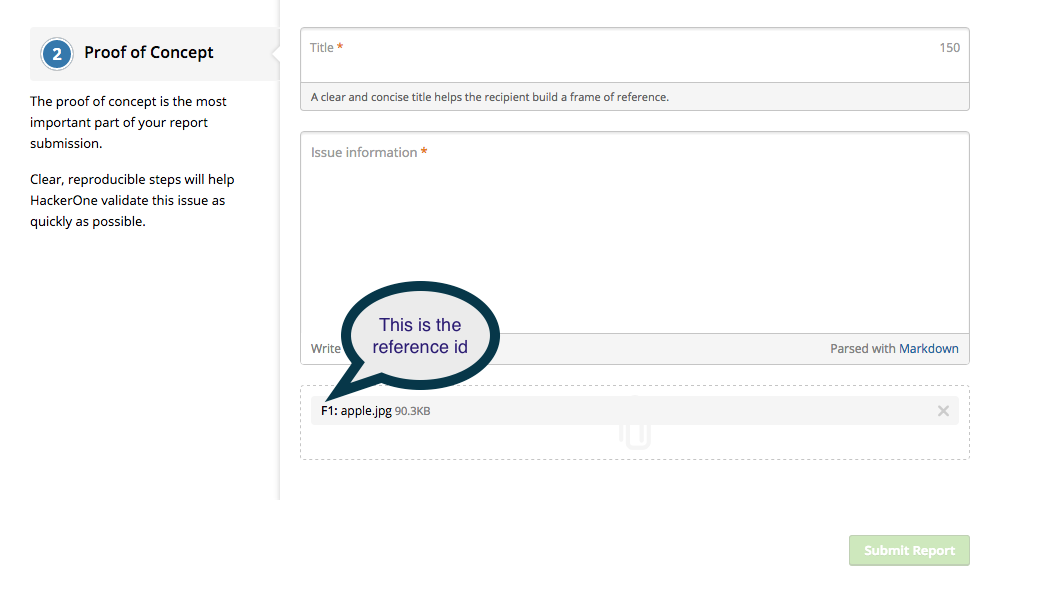 2 Proof of Concept
The proof of concept is the most
important part of your report
submission.
Clear, reproducible steps will help
HackerOne validate this issue as
quickly as possible.
Title * 150
A clear and concise title helps the recipient build a frame of reference.
Issue information *
This is the
reference id
Write Parsed with Markdown
F1: apple.jpg 90.3KB
Submit Report